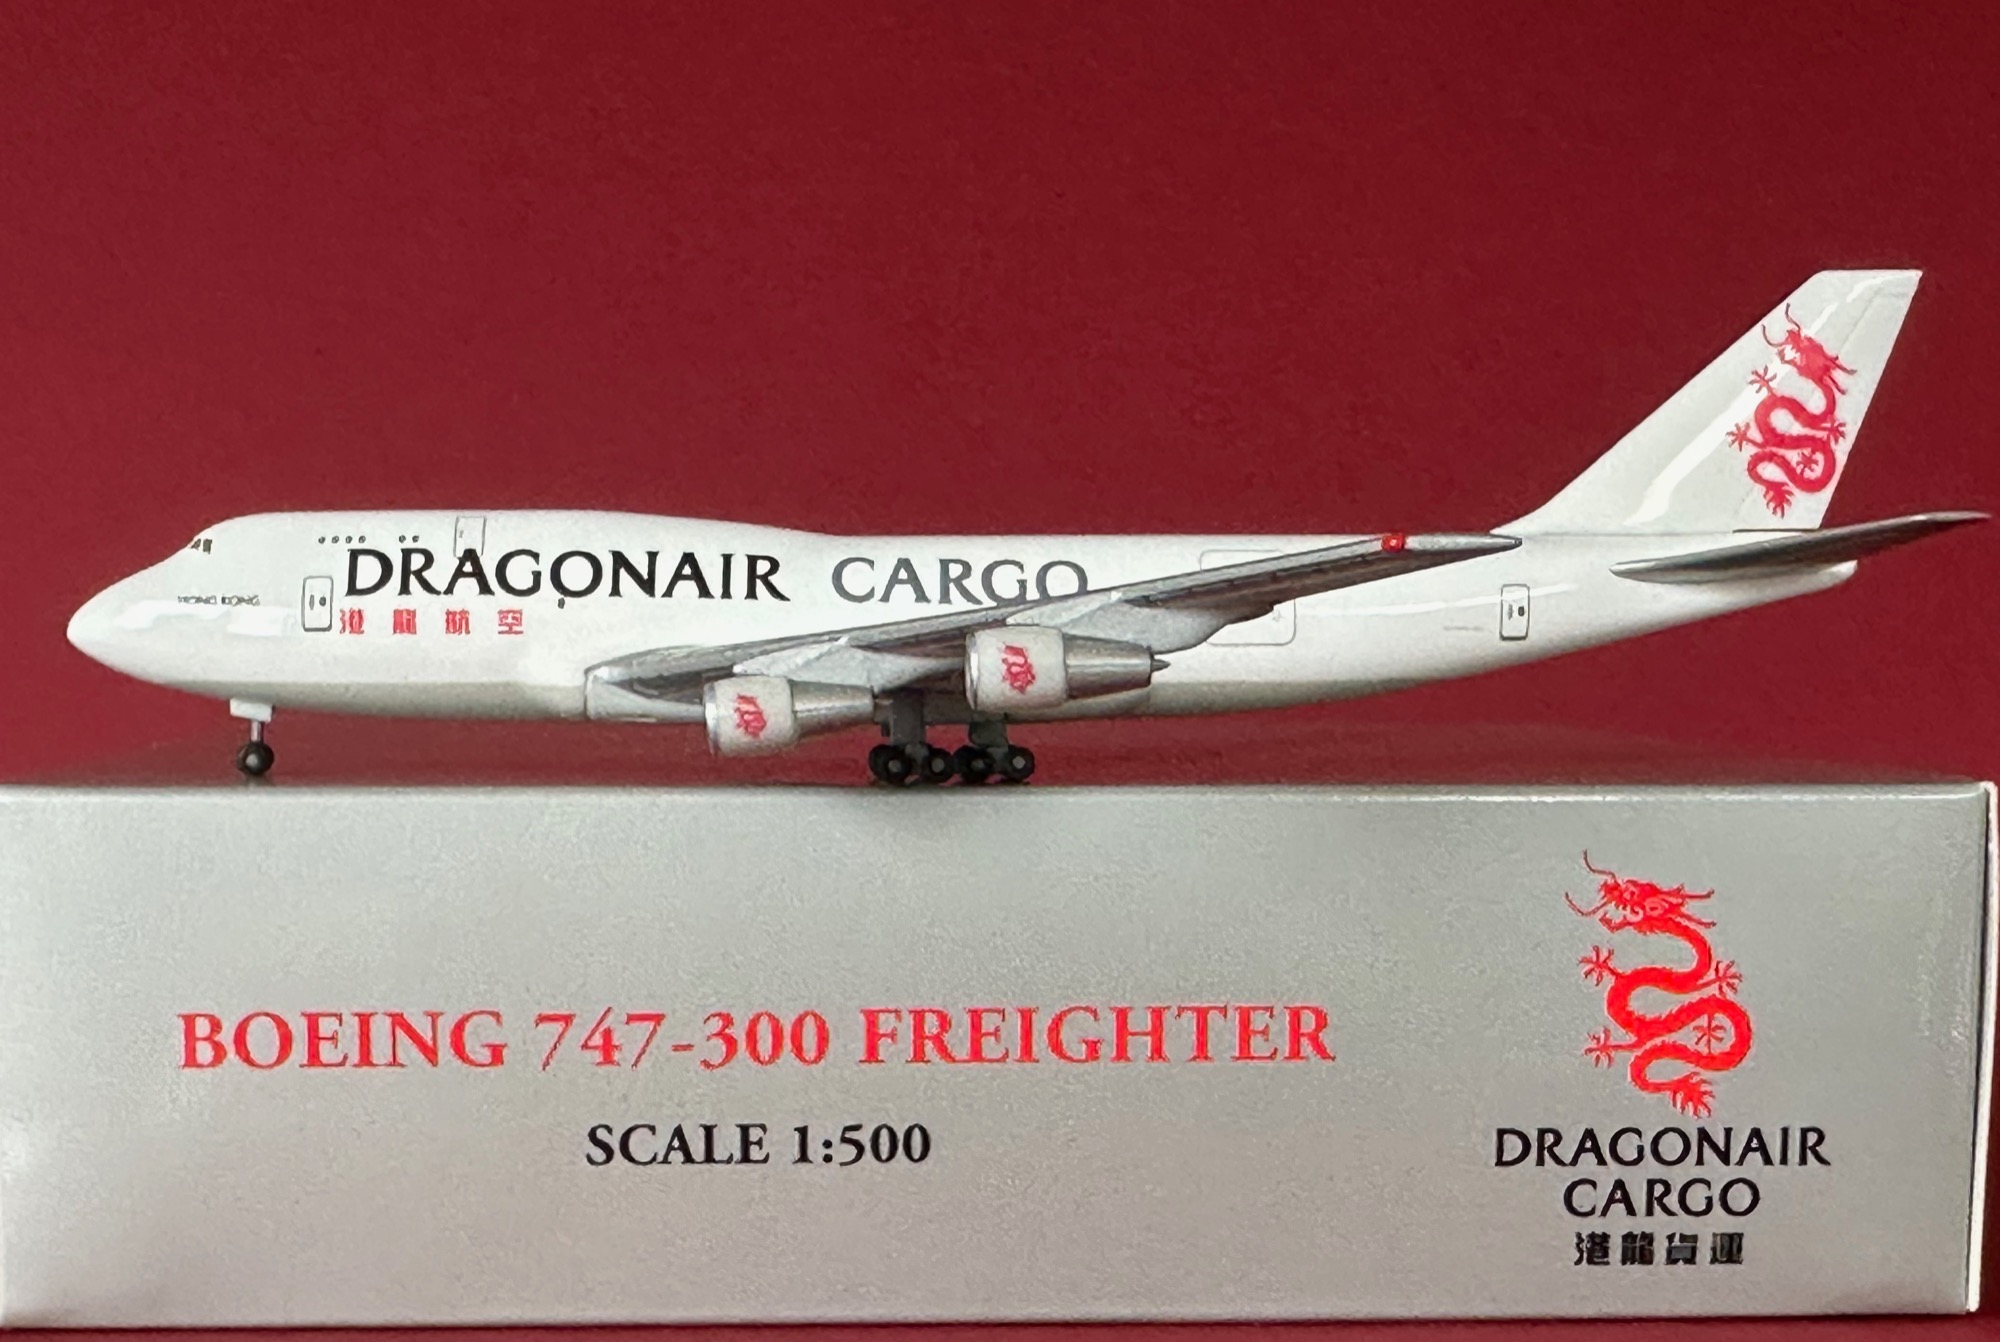 DRAGONAIR CARGO
港龍航空
BOEING 747-300 FREIGHTER
SCALE 1:500
DRAGONAIR
CARGO
港龍貨運